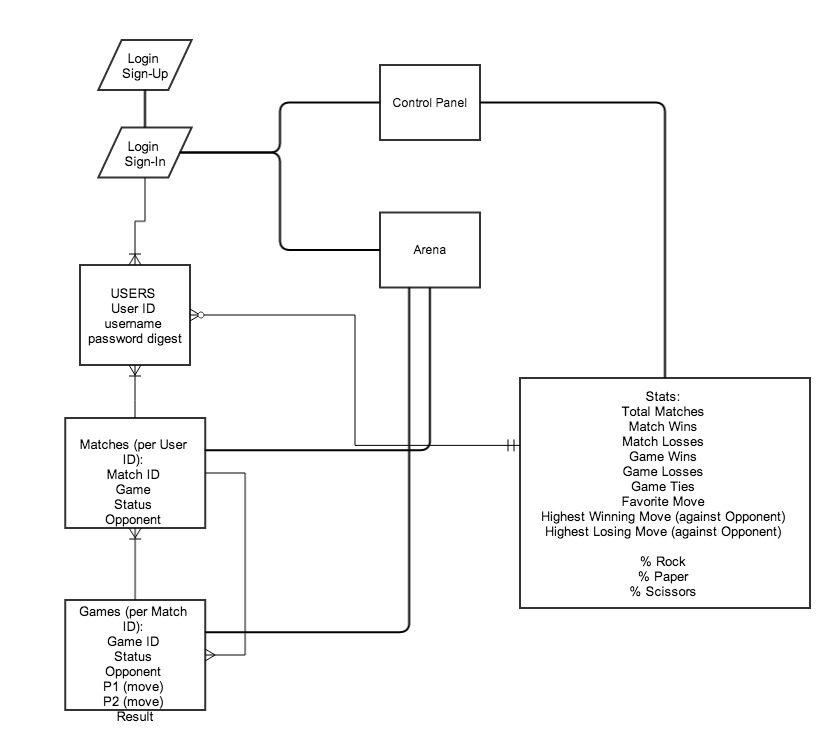 Login
Sign-Up
Control Panel
Login
Sign-In
Arena
USERS
User ID
username
password digest
Matches (per User
ID):
Match ID
Game
Status
Opponent
Stats:
Total Matches
Match Wins
Match Losses
Game Wins
Game Losses
Game Ties
Favorite Move
Highest Winning Move (against Opponent)
Highest Losing Move (against Opponent)
% Rock
% Paper
% Scissors
Games (per Match
ID):
Game ID
Status
Opponent
P1 (move)
P2 (move)
Result